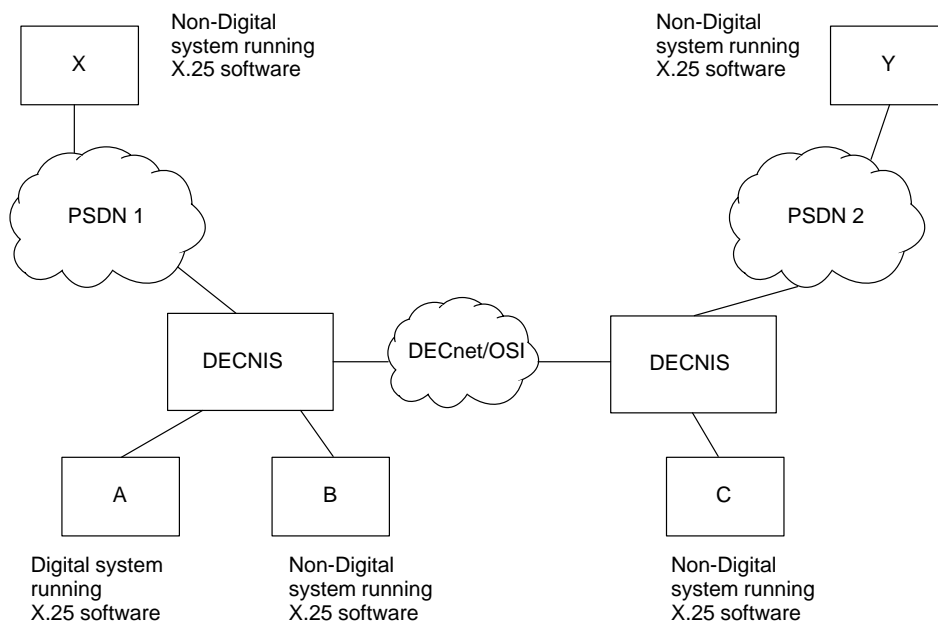 Non-Digital
system running
X.25 software
X
Non-Digital
system running
X.25 software
Y
PSDN 1
PSDN 2
DECNIS
DECnet/OSI
DECNIS
A
B
C
Digital system
running
X.25 software
Non-Digital
system running
X.25 software
Non-Digital
system running
X.25 software